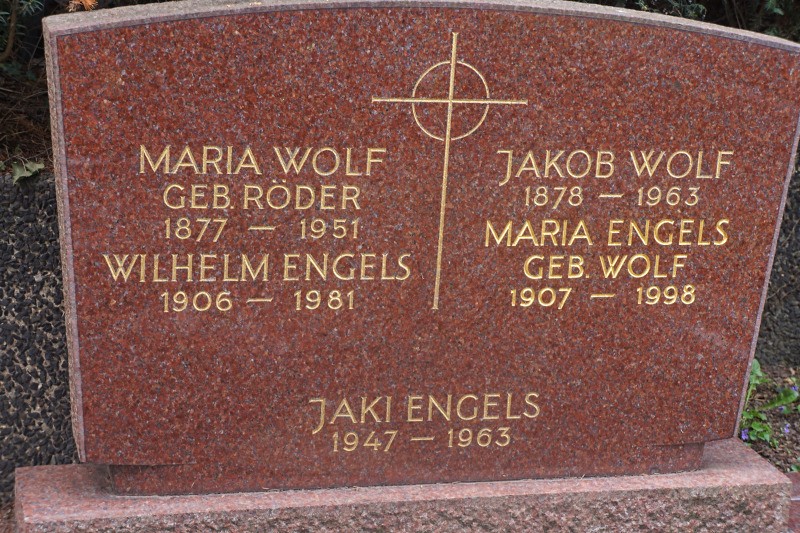 MARIA WOLF
GEB. RÖDER
1877 — 1951
WILHELM ENGELS
1906 — 1981
JAKOB WOLF
1878 — 1963
MARIA ENGELS
GEB. WOLF
1907 — 1998
JAKI ENGELS
1947 — 1963